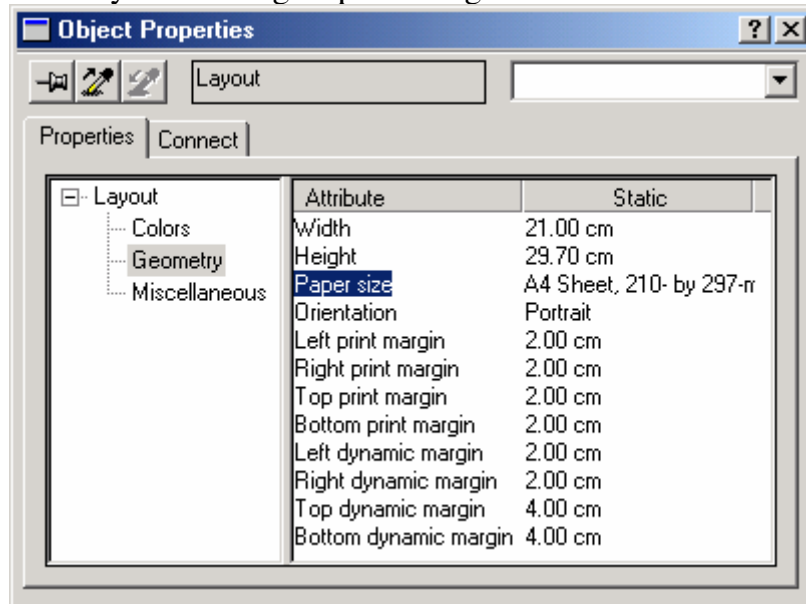 Object Properties
Layout
Properties Connect
Layout
Colors
Geometry
Miscellaneous
Attribute Static
Width 21.00 cm
Height 29.70 cm
Paper size A4 Sheet, 210- by 297-m
Orientation Portrait
Left print margin 2.00 cm
Right print margin 2.00 cm
Top print margin 2.00 cm
Bottom print margin 2.00 cm
Left dynamic margin 2.00 cm
Right dynamic margin 2.00 cm
Top dynamic margin 4.00 cm
Bottom dynamic margin 4.00 cm